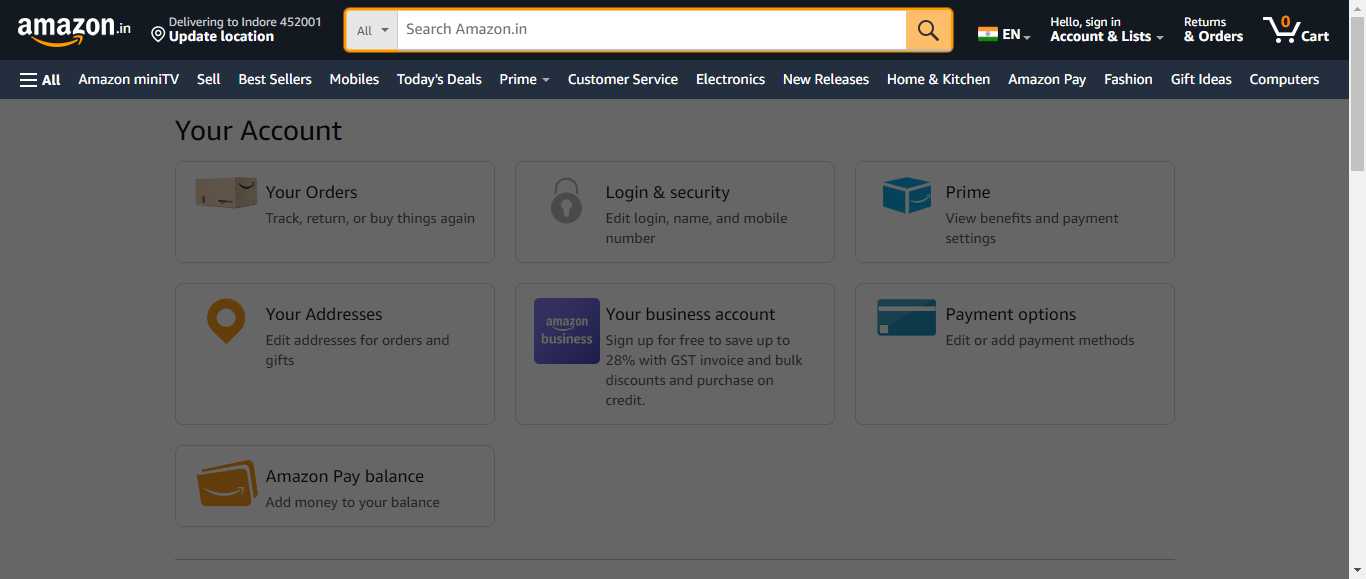 amazon.in
Delivering to Indore 452001
Update location
All
Search Amazon.in
EN
Hello, sign in
Account & Lists
Returns
& Orders
0
Cart
All
Amazon miniTV
Sell
Best Sellers
Mobiles
Today's Deals
Prime
Customer Service
Electronics
New Releases
Home & Kitchen
Amazon Pay
Fashion
Gift Ideas
Computers
Your Account
Your Orders
Track, return, or buy things again
Login & security
Edit login, name, and mobile
number
Prime
View benefits and payment
settings
Your Addresses
Edit addresses for orders and
gifts
amazon
business
Your business account
Sign up for free to save up to
28% with GST invoice and bulk
discounts and purchase on
credit.
Payment options
Edit or add payment methods
Amazon Pay balance
Add money to your balance